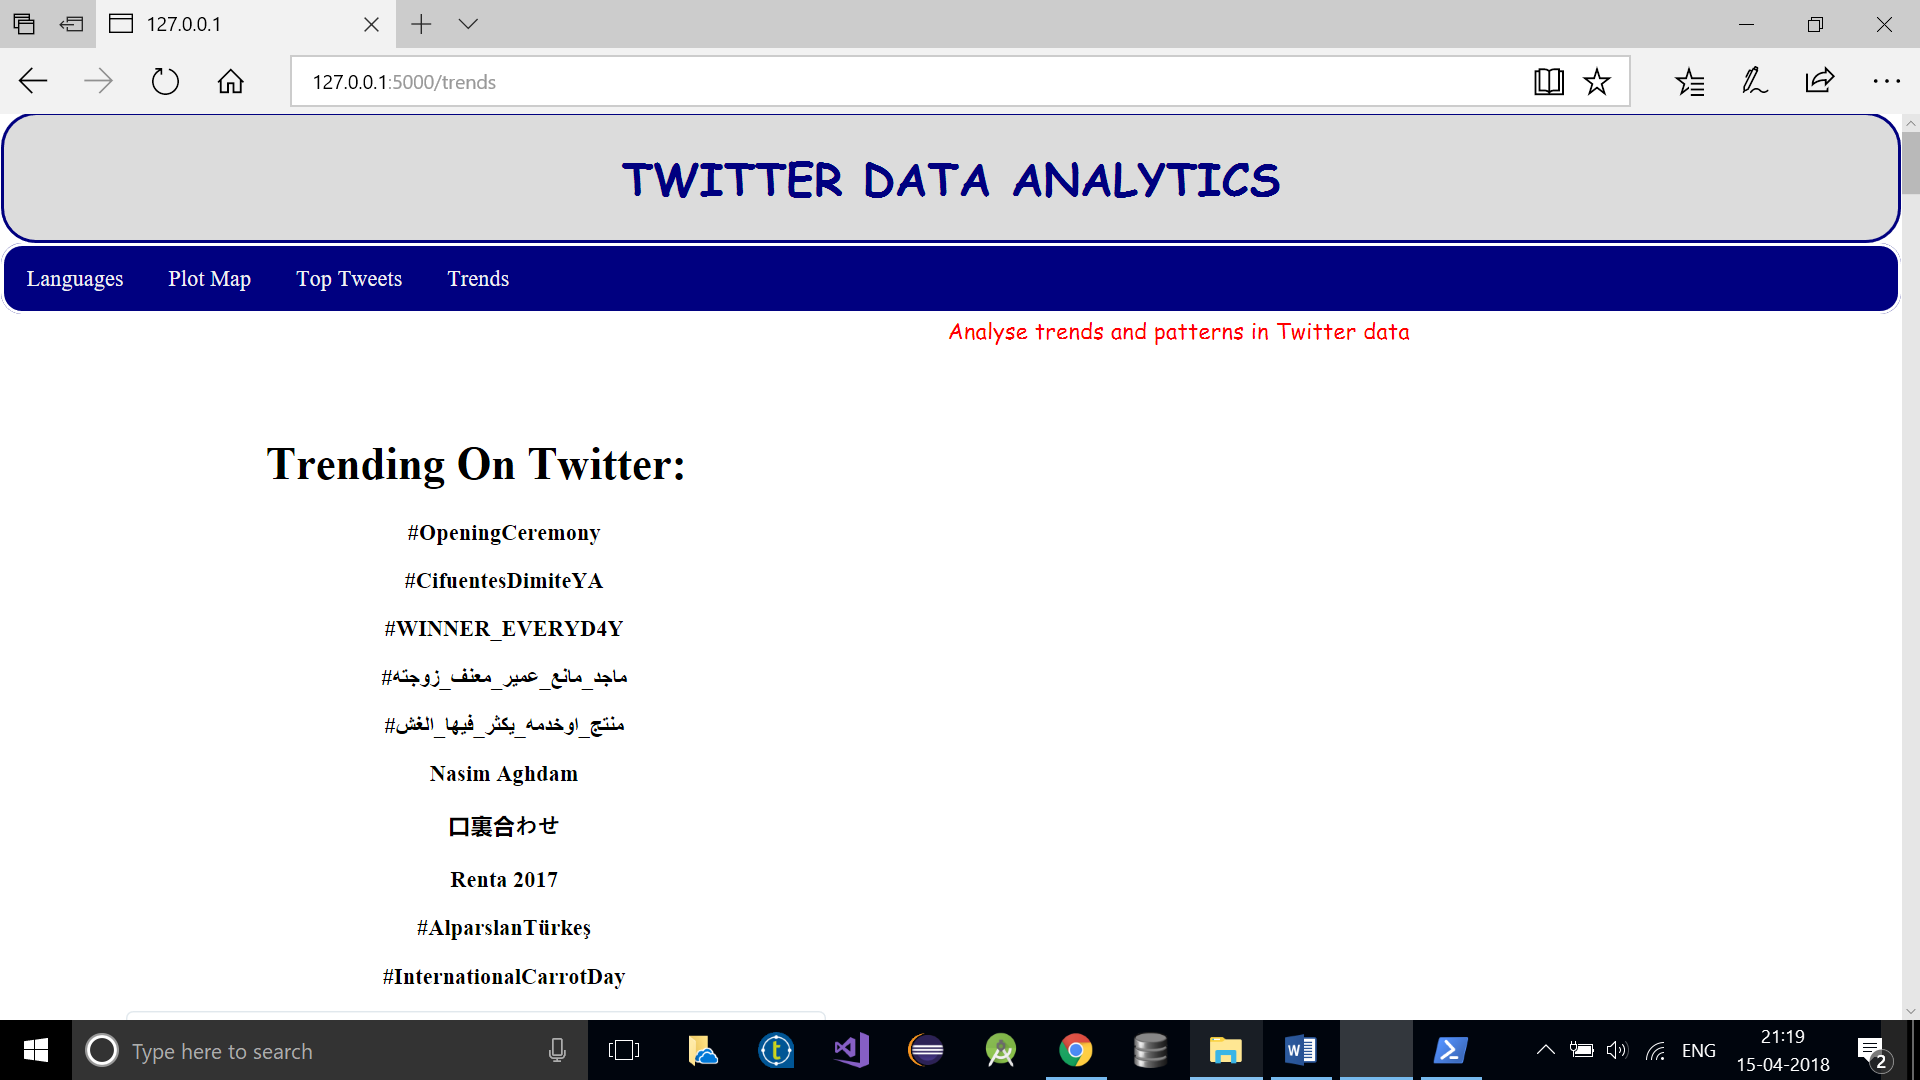 127.0.0.1
127.0.0.1:5000/trends
TWITTER DATA ANALYTICS
Languages Plot Map Top Tweets Trends
Analyse trends and patterns in Twitter data
Trending On Twitter:
#OpeningCeremony
#CifuentesDimiteYA
#WINNER_EVERYD4Y
#ماجد_مانع_عمير_معنف_زوجته
#منتج_اوخدمه_يكثر_فيها_الغش
Nasim Aghdam
口裏合わせ
Renta 2017
#AlparslanTürkeş
#InternationalCarrotDay
Type here to search
ENG
21:19
15-04-2018
2